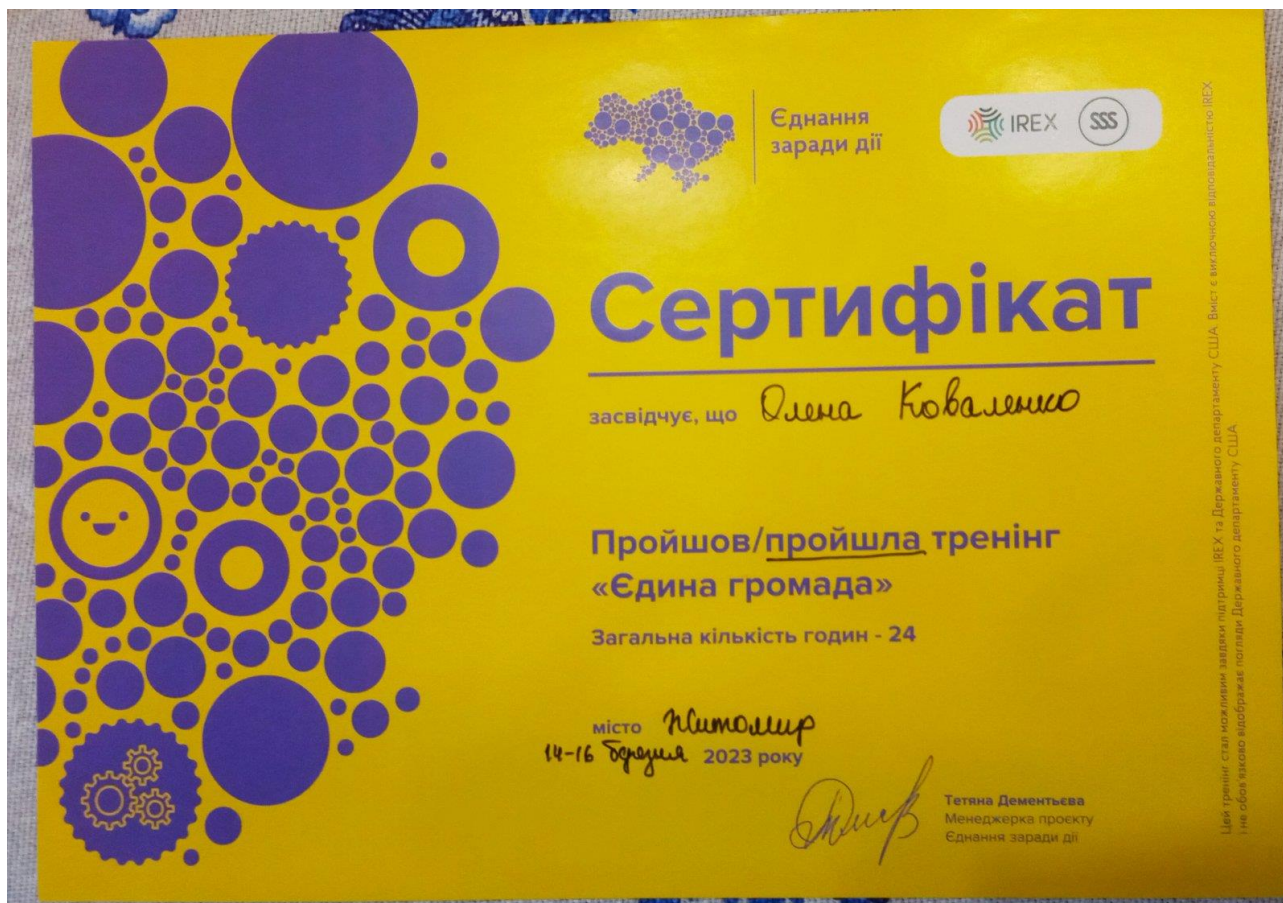 Єднання
заради дії
IREX SSS
Сертифікат
засвідчує, що Олена Коваленко
Пройшов/пройшла тренінг
«Єдина громада»
Загальна кількість годин - 24
місто Житомир
14-16 березня 2023 року
Тетяна Дементьєва
Менеджерка проєкту
Єднання заради дії
Цей тренінг стал можливим завдяки підтримці IREX та Державного департаменту США. Вміст є виключною відповідальністю IREX
і не обов'язково відображає погляди Державного департаменту США.